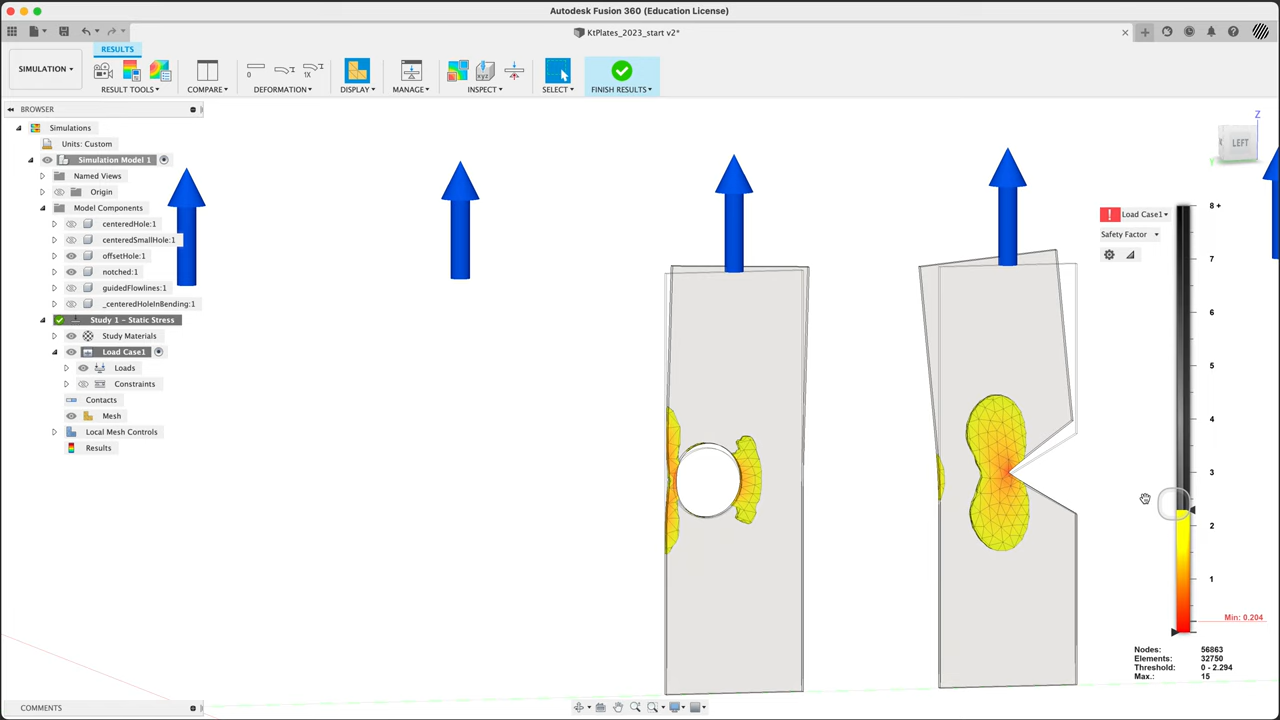 Autodesk Fusion 360 (Education License)
KtPlates_2023_start v2*
RESULTS
SIMULATION
RESULT TOOLS
COMPARE
DEFORMATION
DISPLAY
MANAGE
INSPECT
SELECT
FINISH RESULTS
BROWSER
Simulations
Units: Custom
Simulation Model 1
Named Views
Origin
Model Components
centeredHole:1
centeredSmallHole:1
offsetHole:1
notched:1
guidedFlowlines:1
_centeredHoleInBending:1
Study 1 - Static Stress
Study Materials
Load Case1
Loads
Constraints
Contacts
Mesh
Local Mesh Controls
Results
Z
LEFT
Load Case1
Safety Factor
8 +
7
6
5
4
3
2
1
Min: 0.204
Nodes: 56863
Elements: 32750
Threshold: 0 - 2.294
Max.: 15
COMMENTS